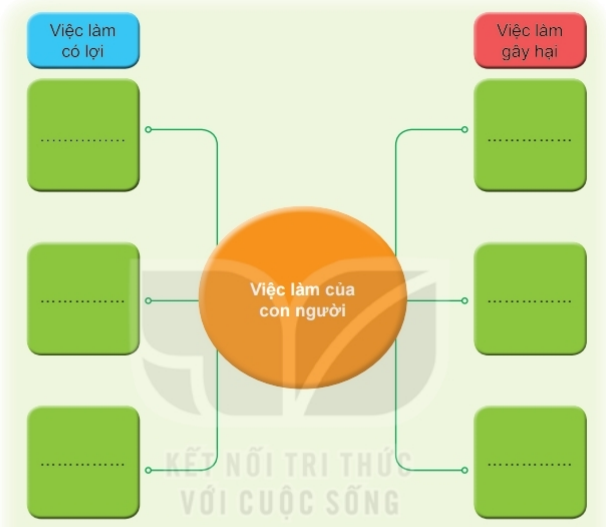 Việc làm
có lợi
Việc làm
gây hại
...............
...............
...............
...............
Việc làm của
con người
...............
...............
KẾT NỐI TRI THỨC
VỚI CUỘC SỐNG